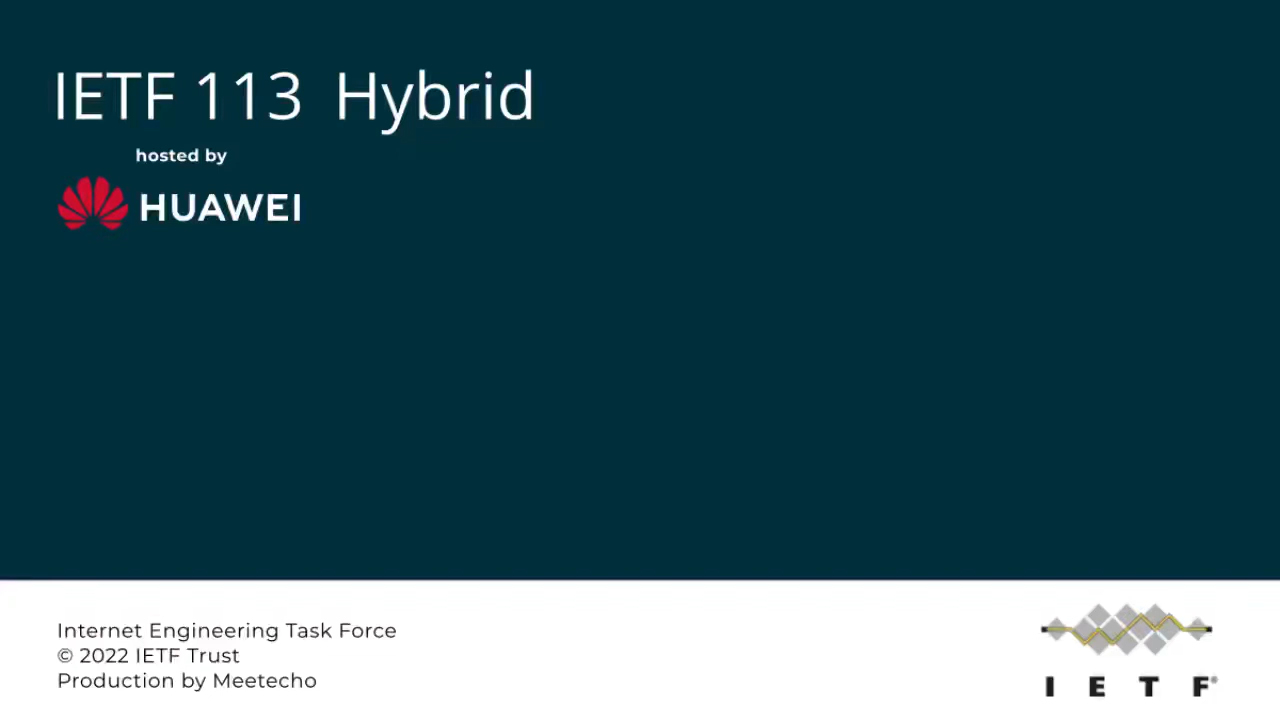 IETF 113 Hybrid
hosted by
HUAWEI
Internet Engineering Task Force
© 2022 IETF Trust
Production by Meetecho
I E T F®